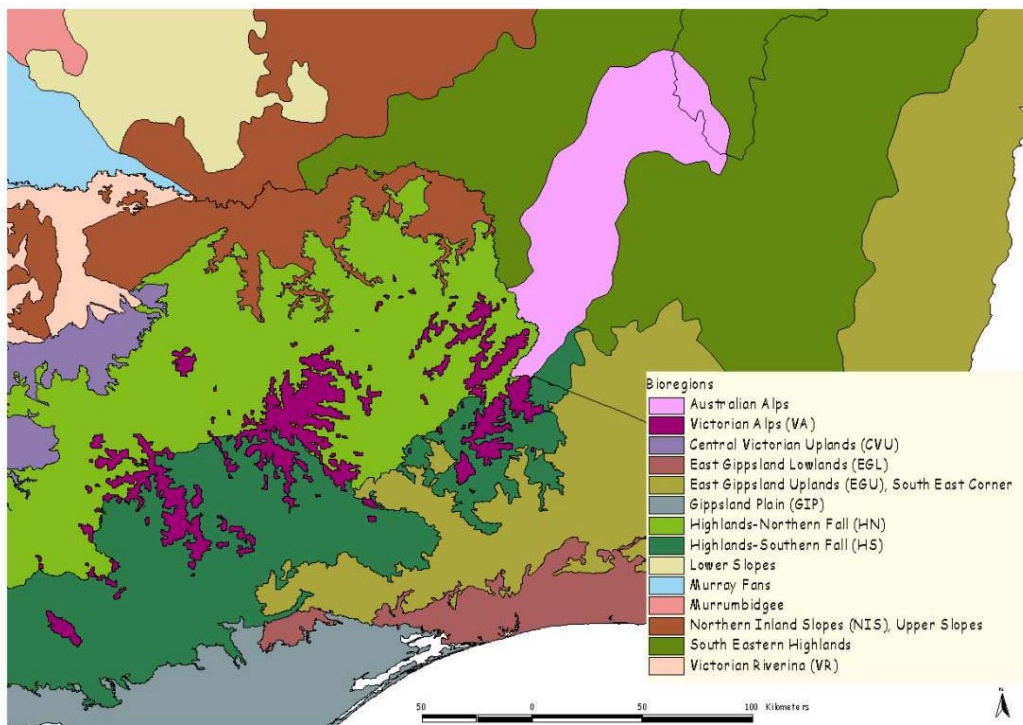 Bioregions
Australian Alps
Victorian Alps (VA)
Central Victorian Uplands (CVU)
East Gippsland Lowlands (EGL)
East Gippsland Uplands (EGU), South East Corner
Gippsland Plain (GIP)
Highlands-Northern Fall (HN)
Highlands-Southern Fall (HS)
Lower Slopes
Murray Fans
Murrumbidgee
Northern Inland Slopes (NIS), Upper Slopes
South Eastern Highlands
Victorian Riverina (VR)
50 0 50 100 Kilometers